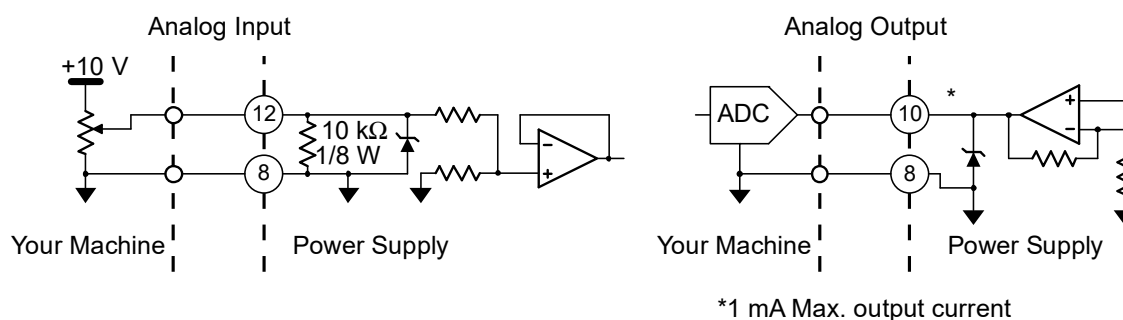 Analog Input
+10 V
12
10 kΩ
1/8 W
8
-
+
Your Machine
Power Supply
Analog Output
ADC
10
*
+
-
8
Your Machine
Power Supply
*1 mA Max. output current